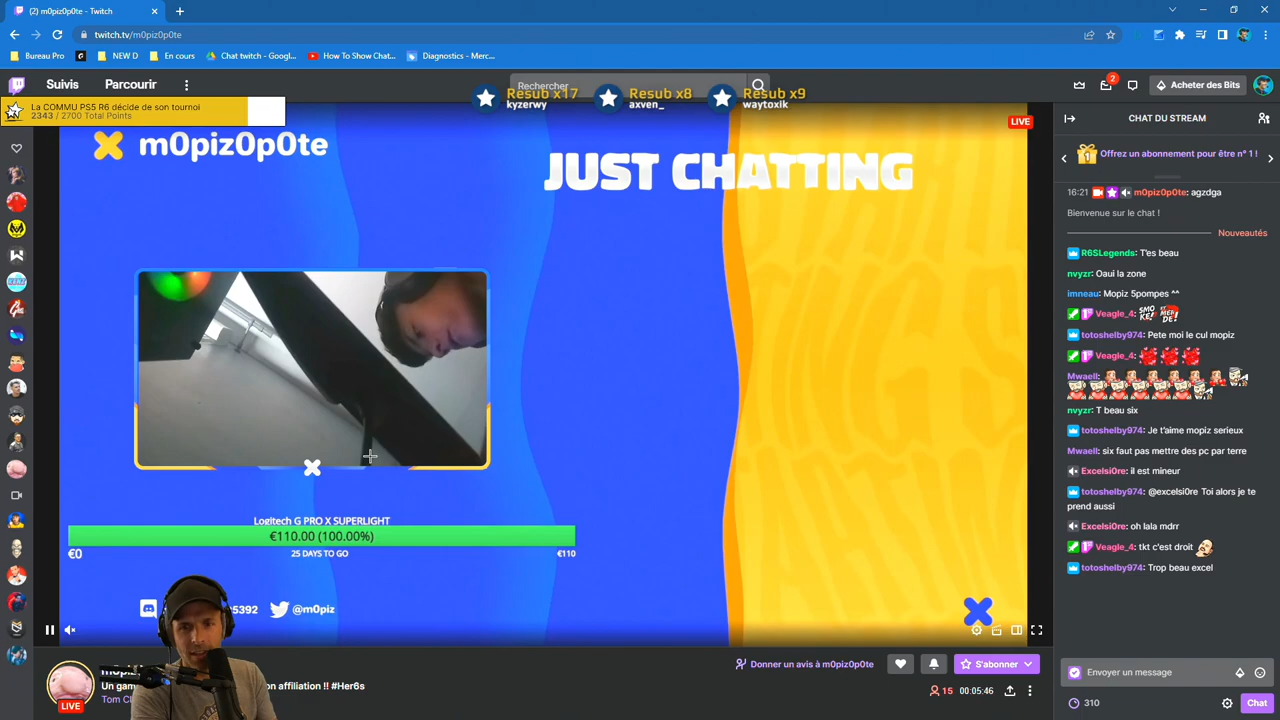 (2) m0piz0p0te - Twitch
twitch.tv/m0piz0p0te
Bureau Pro
NEW D
En cours
Chat twitch - Googl...
How To Show Chat...
Diagnostics - Merc...
Suivis
Parcourir
Rechercher
2
Acheter des Bits
Resub x17
kyzerwy
Resub x8
axven_
Resub x9
waytoxik
La COMMU PS5 R6 décide de son tournoi
2343 / 2700 Total Points
LIVE
m0piz0p0te
JUST CHATTING
Logitech G PRO X SUPERLIGHT
€110.00 (100.00%)
€0
25 DAYS TO GO
€110
5392
@m0piz
LIVE
Un gam
on affiliation !! #Her6s
Tom Cl
Donner un avis à m0piz0p0te
S'abonner
15
00:05:46
CHAT DU STREAM
1
Offrez un abonnement pour être n° 1 !
16:21 m0piz0p0te: agzdga
Bienvenue sur le chat !
Nouveautés
R6SLegends: T'es beau
nvyzr: Oaui la zone
imneau: Mopiz 5pompes ^^
Veagle_4:
totoshelby974: Pete moi le cul mopiz
Veagle_4:
Mwaell:
nvyzr: T beau six
totoshelby974: Je t'aime mopiz serieux
Mwaell: six faut pas mettre des pc par terre
Excelsi0re: il est mineur
totoshelby974: @excelsi0re Toi alors je te
prend aussi
Excelsi0re: oh lala mdrr
Veagle_4: tkt c'est droit
totoshelby974: Trop beau excel
Envoyer un message
310
Chat